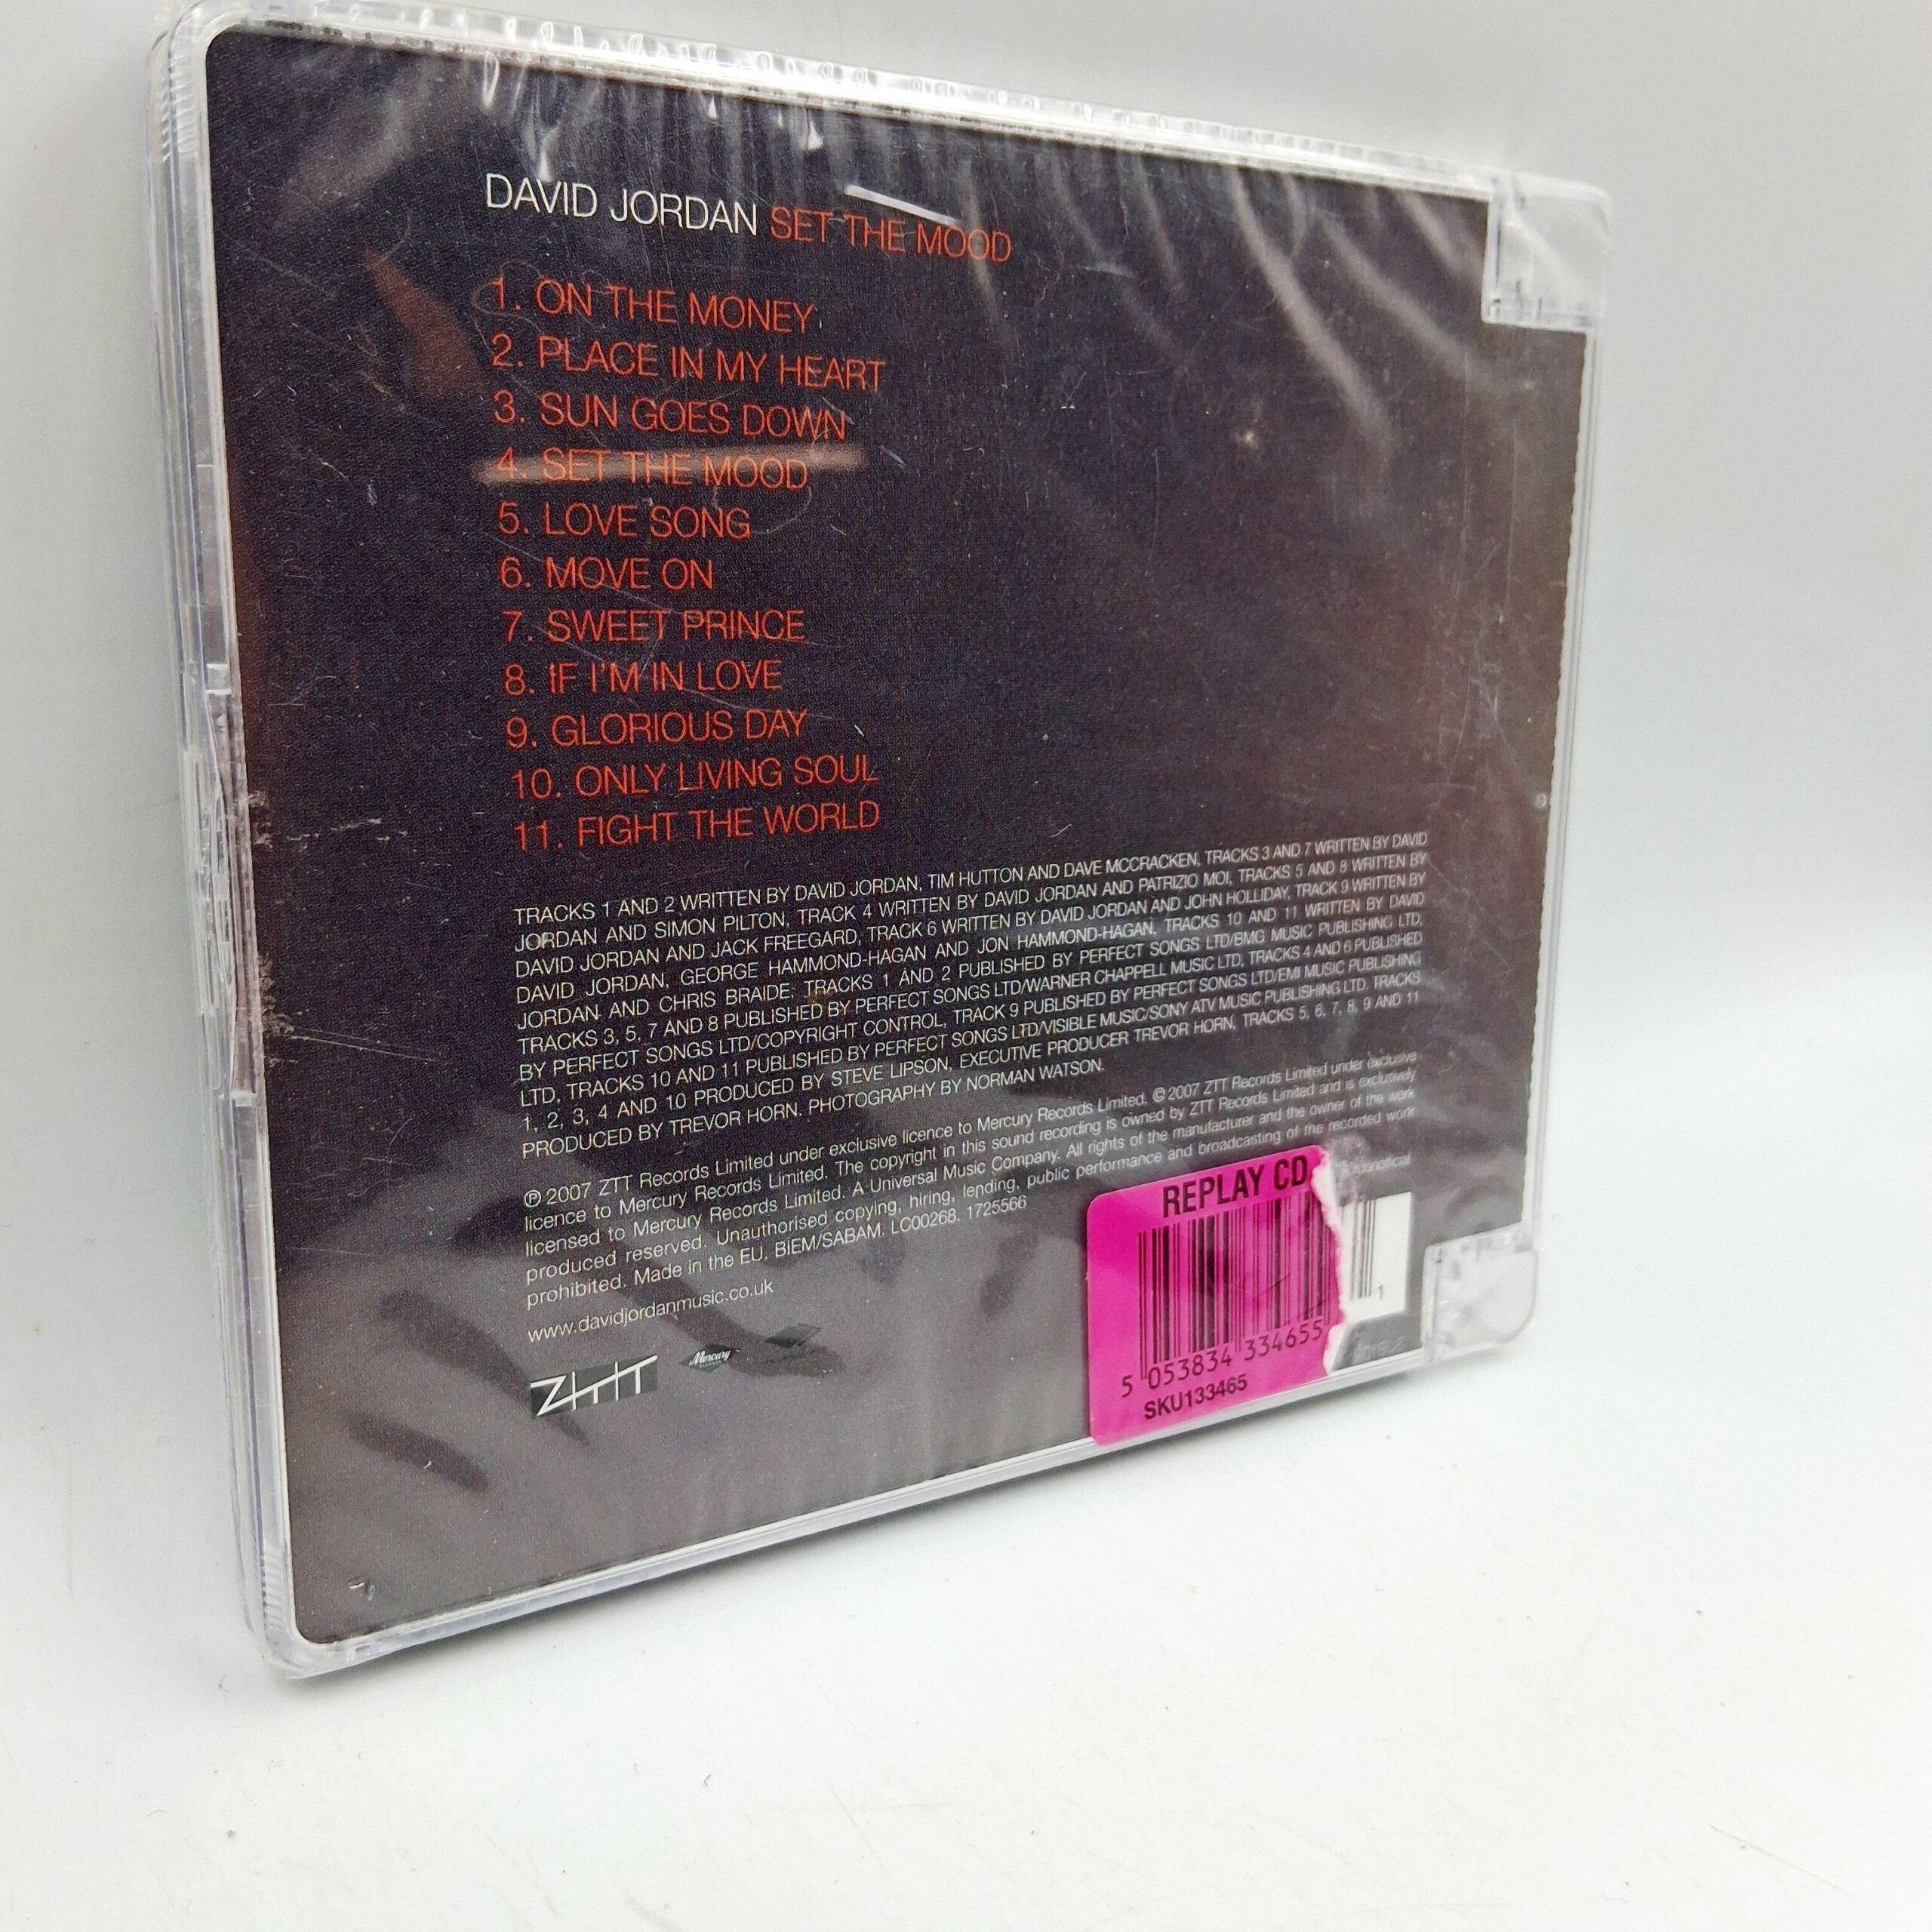 DAVID JORDAN SET THE MOOD
1. ON THE MONEY
2. PLACE IN MY HEART
3. SUN GOES DOWN
4. SET THE MOOD
5. LOVE SONG
6. MOVE ON
7. SWEET PRINCE
8. IF I'M IN LOVE
9. GLORIOUS DAY
10. ONLY LIVING SOUL
11. FIGHT THE WORLD
TRACKS 1 AND 2 WRITTEN BY DAVID JORDAN, TIM HUTTON AND DAVE MCCRACKEN, TRACKS 3 AND 7 WRITTEN BY DAVID
JORDAN AND SIMON PILTON, TRACK 4 WRITTEN BY DAVID JORDAN AND PATRIZIO MOI, TRACKS 5 AND 8 WRITTEN BY
DAVID JORDAN AND JACK FREEGARD, TRACK 6 WRITTEN BY DAVID JORDAN AND JOHN HOLLIDAY, TRACK 9 WRITTEN BY
DAVID JORDAN, GEORGE HAMMOND-HAGAN AND JON HAMMOND-HAGAN, TRACKS 10 AND 11 WRITTEN BY DAVID
JORDAN AND CHRIS BRAIDE, TRACKS 1 AND 2 PUBLISHED BY PERFECT SONGS LTD/BMG MUSIC PUBLISHING LTD,
TRACKS 3, 5, 7 AND 8 PUBLISHED BY PERFECT SONGS LTD/WARNER CHAPPELL MUSIC LTD, TRACKS 4 AND 6 PUBLISHED
BY PERFECT SONGS LTD/COPYRIGHT CONTROL, TRACK 9 PUBLISHED BY PERFECT SONGS LTD/EMI MUSIC PUBLISHING
LTD, TRACKS 10 AND 11 PUBLISHED BY PERFECT SONGS LTD/VISIBLE MUSIC/SONY ATV MUSIC PUBLISHING LTD. TRACKS
1, 2, 3, 4 AND 10 PRODUCED BY STEVE LIPSON, EXECUTIVE PRODUCER TREVOR HORN, TRACKS 5, 6, 7, 8, 9 AND 11
PRODUCED BY TREVOR HORN. PHOTOGRAPHY BY NORMAN WATSON.
℗ 2007 ZTT Records Limited under exclusive licence to Mercury Records Limited. © 2007 ZTT Records Limited under exclusive
licence to Mercury Records Limited. The copyright in this sound recording is owned by ZTT Records Limited and is exclusively
licensed to Mercury Records Limited. A Universal Music Company. All rights of the manufacturer and the owner of the work
produced reserved. Unauthorised copying, hiring, lending, public performance and broadcasting of the recorded work
prohibited. Made in the EU. BIEM/SABAM. LC00268. 1725566
www.davidjordanmusic.co.uk
ZTT
Mercury
REPLAY CD
5 053834 334655
SKU133465
1